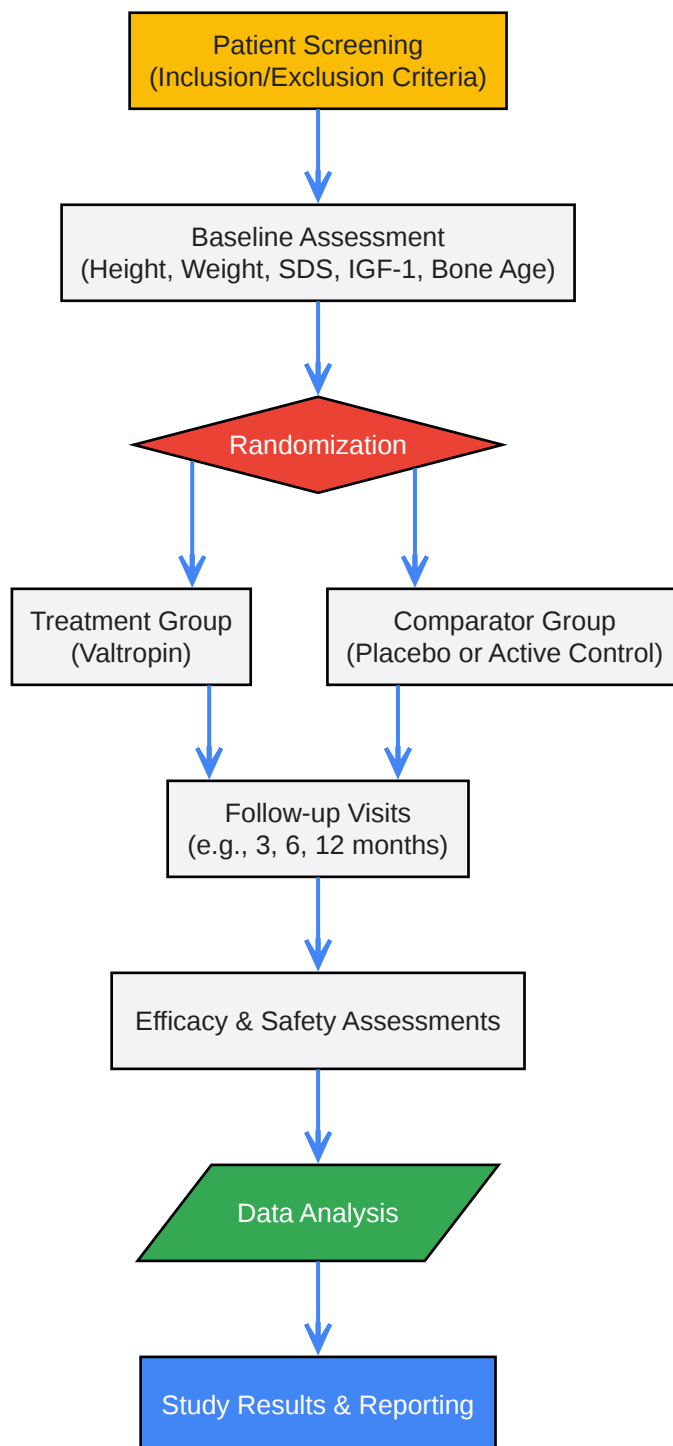 Patient Screening
(Inclusion/Exclusion Criteria)
Baseline Assessment
(Height, Weight, SDS, IGF-1, Bone Age)
Randomization
Treatment Group
(Valtropin)
Comparator Group
(Placebo or Active Control)
Follow-up Visits
(e.g., 3, 6, 12 months)
Efficacy & Safety Assessments
Data Analysis
Study Results & Reporting